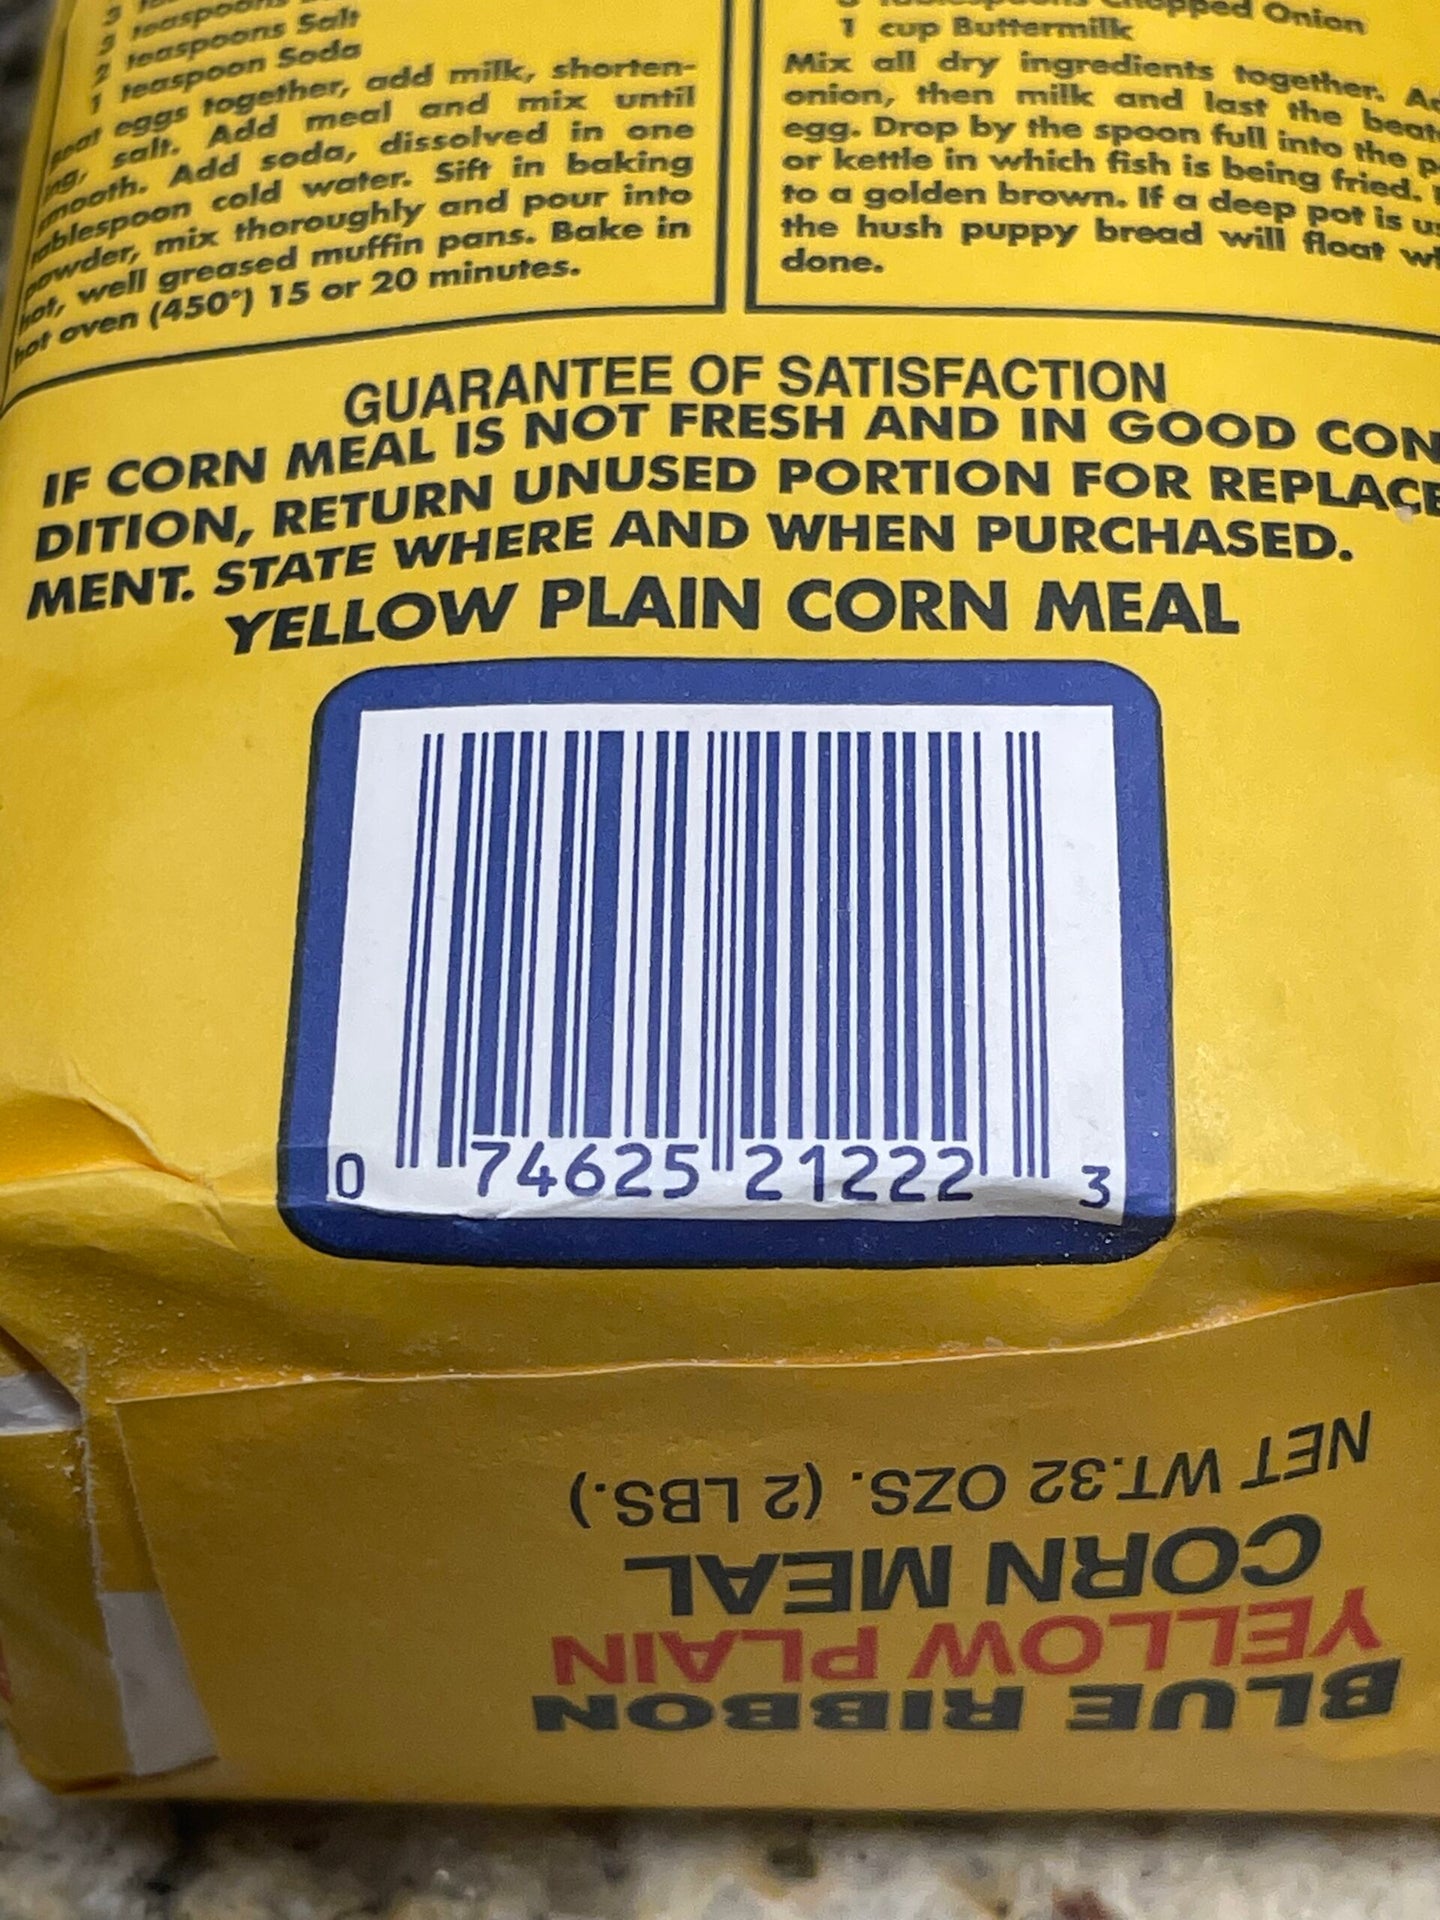 3
3 teaspoons
2 teaspoons Salt
1 teaspoon Soda
Beat eggs together, add milk, shorten-
ing, salt. Add meal and mix until
smooth. Add soda, dissolved in one
tablespoon cold water. Sift in baking
powder, mix thoroughly and pour into
hot, well greased muffin pans. Bake in
hot oven (450°) 15 or 20 minutes.
Chopped Onion
1 cup Buttermilk
Mix all dry ingredients together.
onion, then milk and last the
egg. Drop by the spoon full into the
or kettle in which fish is being fried.
to a golden brown. If a deep pot is
the hush puppy bread will float
done.
GUARANTEE OF SATISFACTION
IF CORN MEAL IS NOT FRESH AND IN GOOD CON
DITION, RETURN UNUSED PORTION FOR REPLACE
MENT. STATE WHERE AND WHEN PURCHASED.
YELLOW PLAIN CORN MEAL
0 74625 21222 3
BLUE RIBBON
YELLOW PLAIN
CORN MEAL
NET WT.32 OZS. (2 LBS.)